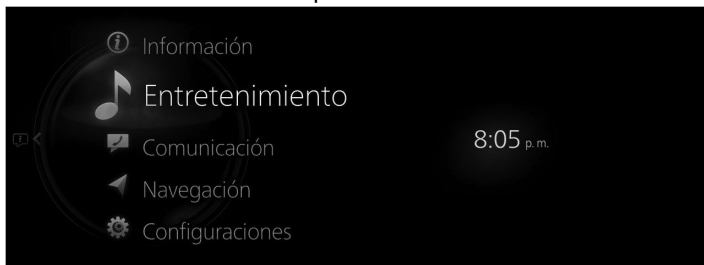 Información
Entretenimiento
Comunicación
8:05 p. m.
Navegación
Configuraciones